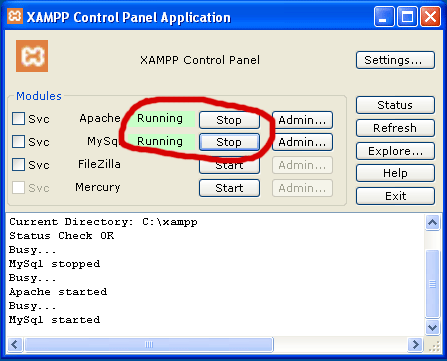 XAMPP Control Panel Application
XAMPP Control Panel
Settings...
Modules
Svc Apache Running Stop Admin...
Svc MySql Running Stop Admin...
Svc FileZilla Start Admin...
Svc Mercury Start Admin...
Status
Refresh
Explore...
Help
Exit
Current Directory: C:\xampp
Status Check OK
Busy...
MySql stopped
Busy...
Apache started
Busy...
MySql started